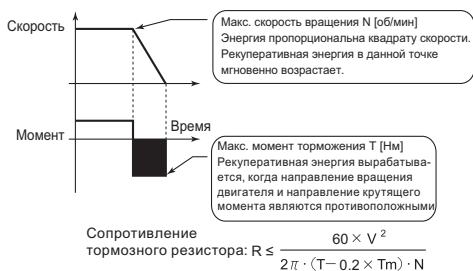 Скорость
Макс. скорость вращения N [об/мин]
Энергия пропорциональна квадрату скорости.
Рекуперативная энергия в данной точке
мгновенно возрастает.
Момент
Время
Макс. момент торможения T [Нм]
Рекуперативная энергия вырабатыва-
ется, когда направление вращения
двигателя и направление крутящего
момента являются противоположными
Сопротивление
тормозного резистора: R ≤ 60 × V ² / 2π · (T− 0.2 × Tm) · N